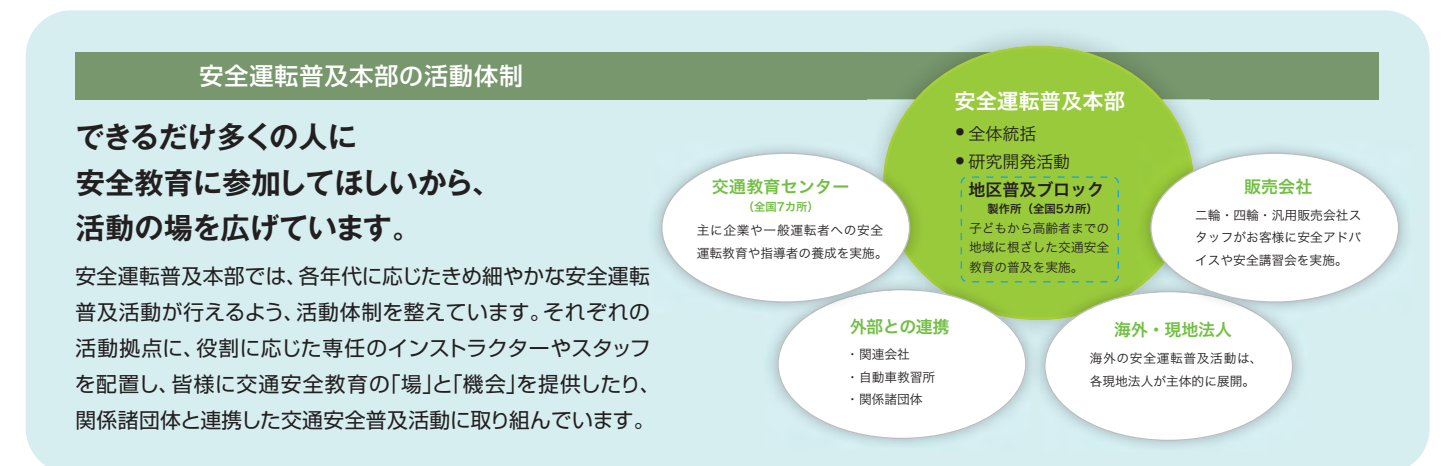 安全運転普及本部の活動体制
できるだけ多くの人に
安全教育に参加してほしいから、
活動の場を広げています。
安全運転普及本部では、各年代に応じたきめ細やかな安全運転
普及活動が行えるよう、活動体制を整えています。それぞれの
活動拠点に、役割に応じた専任のインストラクターやスタッフ
を配置し、皆様に交通安全教育の「場」と「機会」を提供したり、
関係諸団体と連携した交通安全普及活動に取り組んでいます。
安全運転普及本部
● 全体統括
● 研究開発活動
地区普及ブロック
製作所（全国5カ所）
子どもから高齢者までの
地域に根ざした交通安全
教育の普及を実施。
交通教育センター
（全国7カ所）
主に企業や一般運転者への安全
運転教育や指導者の養成を実施。
販売会社
二輪・四輪・汎用販売会社ス
タッフがお客様に安全アドバ
イスや安全講習会を実施。
外部との連携
・関連会社
・自動車教習所
・関係諸団体
海外・現地法人
海外の安全運転普及活動は、
各現地法人が主体的に展開。